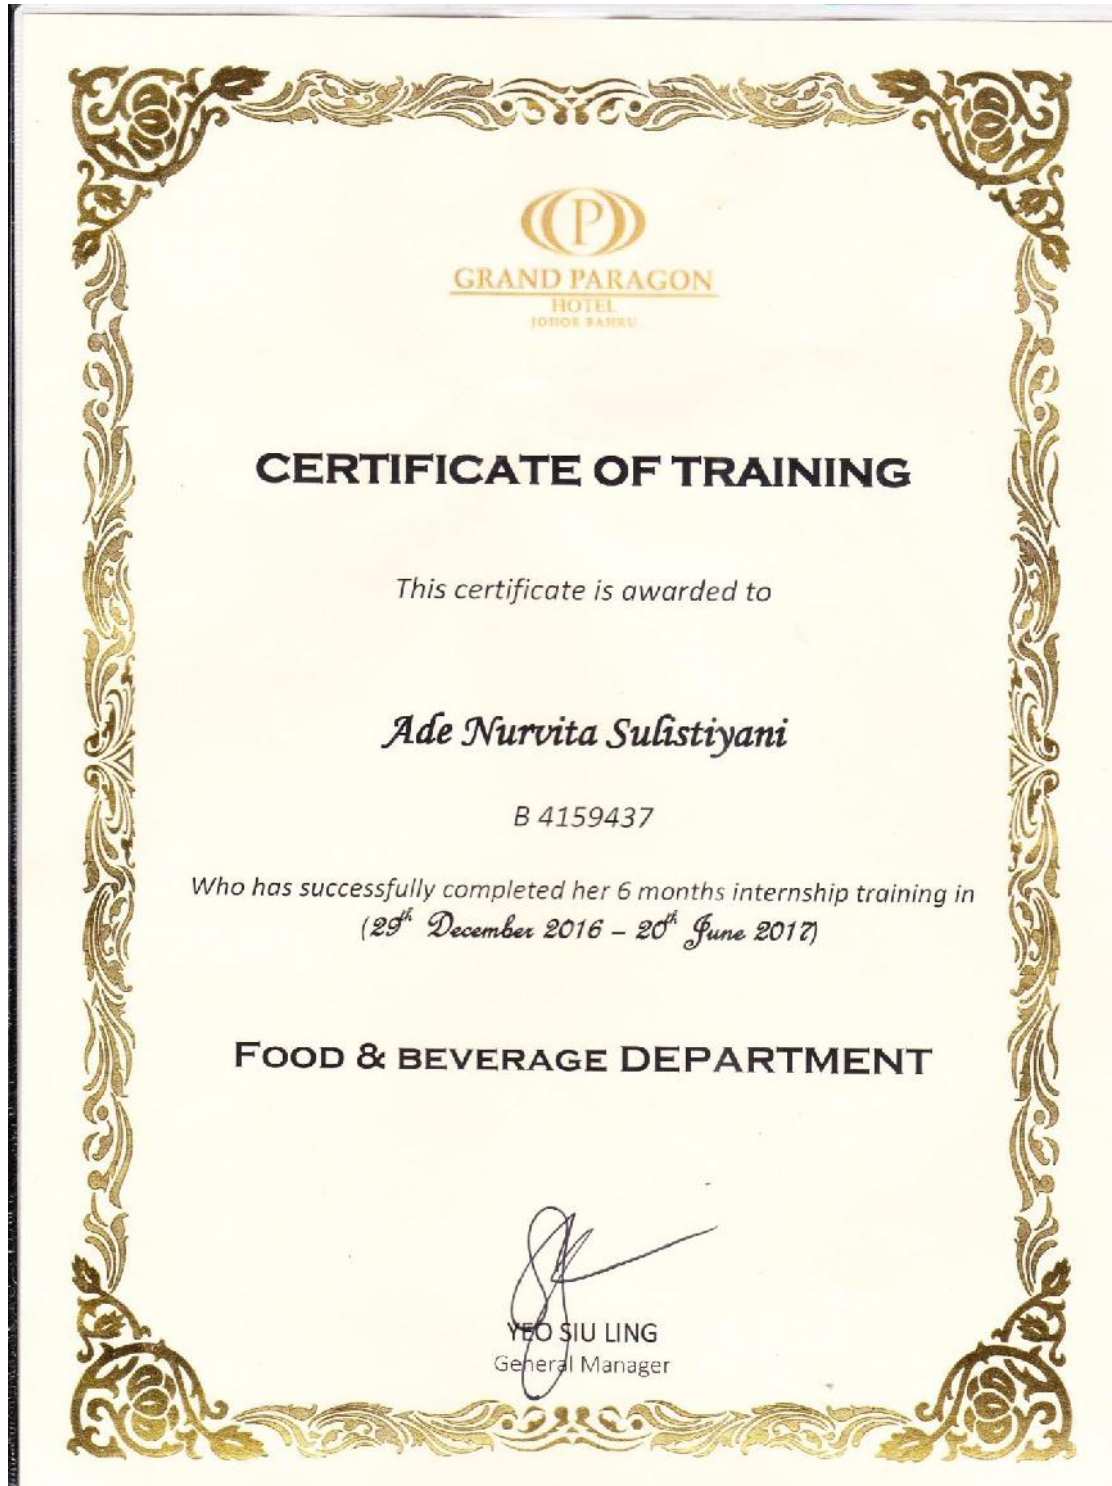 P
GRAND PARAGON
HOTEL
JOHOR BAHRU
CERTIFICATE OF TRAINING
This certificate is awarded to
Ade Nurvita Sulistiyani
B 4159437
Who has successfully completed her 6 months internship training in
(29th December 2016 – 20th June 2017)
FOOD & BEVERAGE DEPARTMENT
YEO SIU LING
General Manager